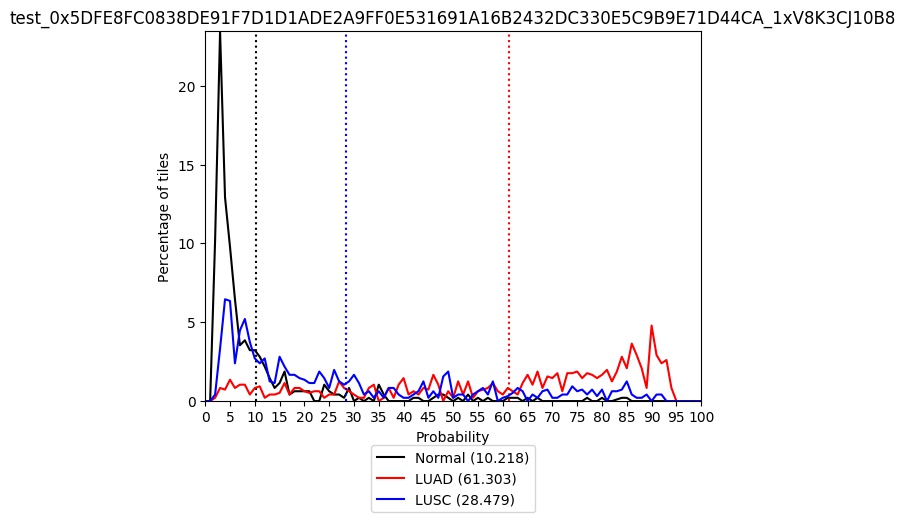 test_0x5DFE8FC0838DE91F7D1D1ADE2A9FF0E531691A16B2432DC330E5C9B9E71D44CA_1xV8K3CJ10B8
20
15
10
5
0
Percentage of tiles
0 5 10 15 20 25 30 35 40 45 50 55 60 65 70 75 80 85 90 95 100
Probability
Normal (10.218)
LUAD (61.303)
LUSC (28.479)